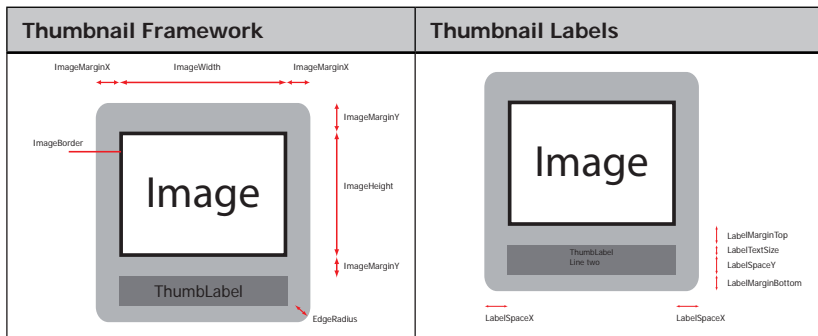 Thumbnail Framework
ImageMarginX ImageWidth ImageMarginX
ImageMarginY
ImageBorder
Image
ImageHeight
ImageMarginY
ThumbLabel
EdgeRadius
Thumbnail Labels
Image
LabelMarginTop
ThumbLabel
LabelTextSize
Line two
LabelSpaceY
LabelMarginBottom
LabelSpaceX LabelSpaceX